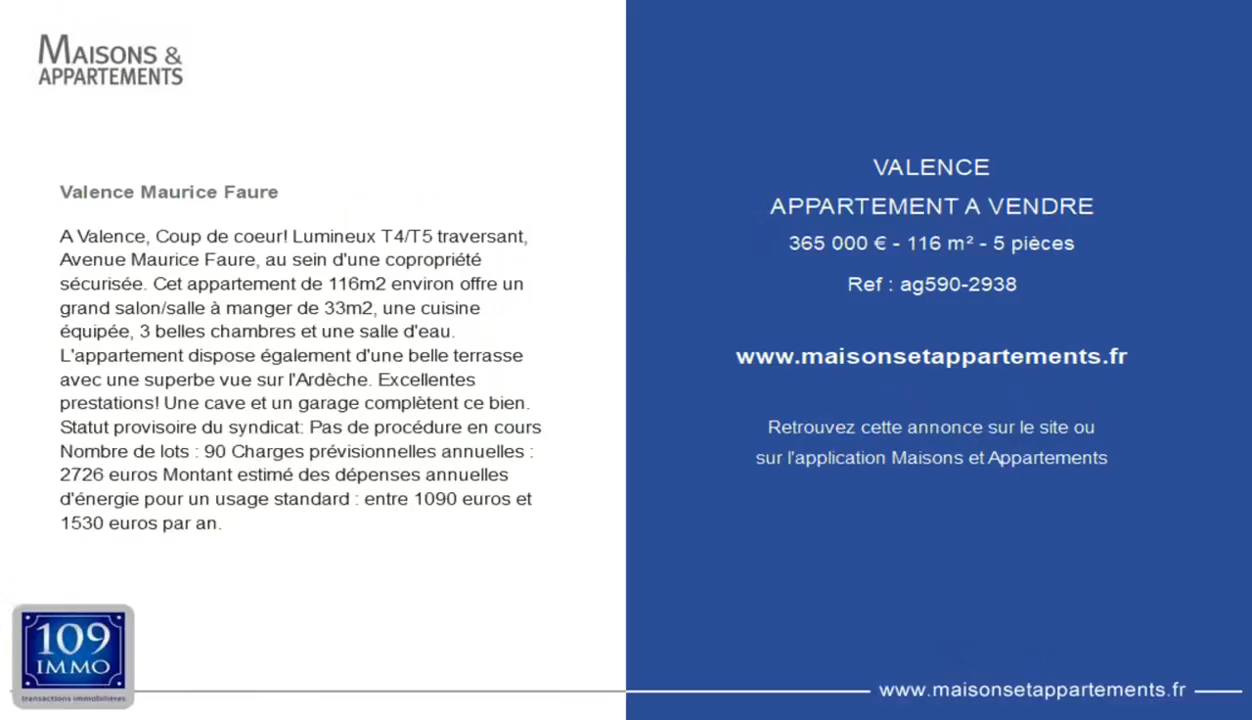 MAISONS &
APPARTEMENTS
Valence Maurice Faure
A Valence, Coup de coeur! Lumineux T4/T5 traversant,
Avenue Maurice Faure, au sein d'une copropriété
sécurisée. Cet appartement de 116m2 environ offre un
grand salon/salle à manger de 33m2, une cuisine
équipée, 3 belles chambres et une salle d'eau.
L'appartement dispose également d'une belle terrasse
avec une superbe vue sur l'Ardèche. Excellentes
prestations! Une cave et un garage complètent ce bien.
Statut provisoire du syndicat: Pas de procédure en cours
Nombre de lots : 90 Charges prévisionnelles annuelles :
2726 euros Montant estimé des dépenses annuelles
d'énergie pour un usage standard : entre 1090 euros et
1530 euros par an.
109
IMMO
transactions immobilières
VALENCE
APPARTEMENT A VENDRE
365 000 € - 116 m² - 5 pièces
Ref : ag590-2938
www.maisonsetappartements.fr
Retrouvez cette annonce sur le site ou
sur l'application Maisons et Appartements
www.maisonsetappartements.fr